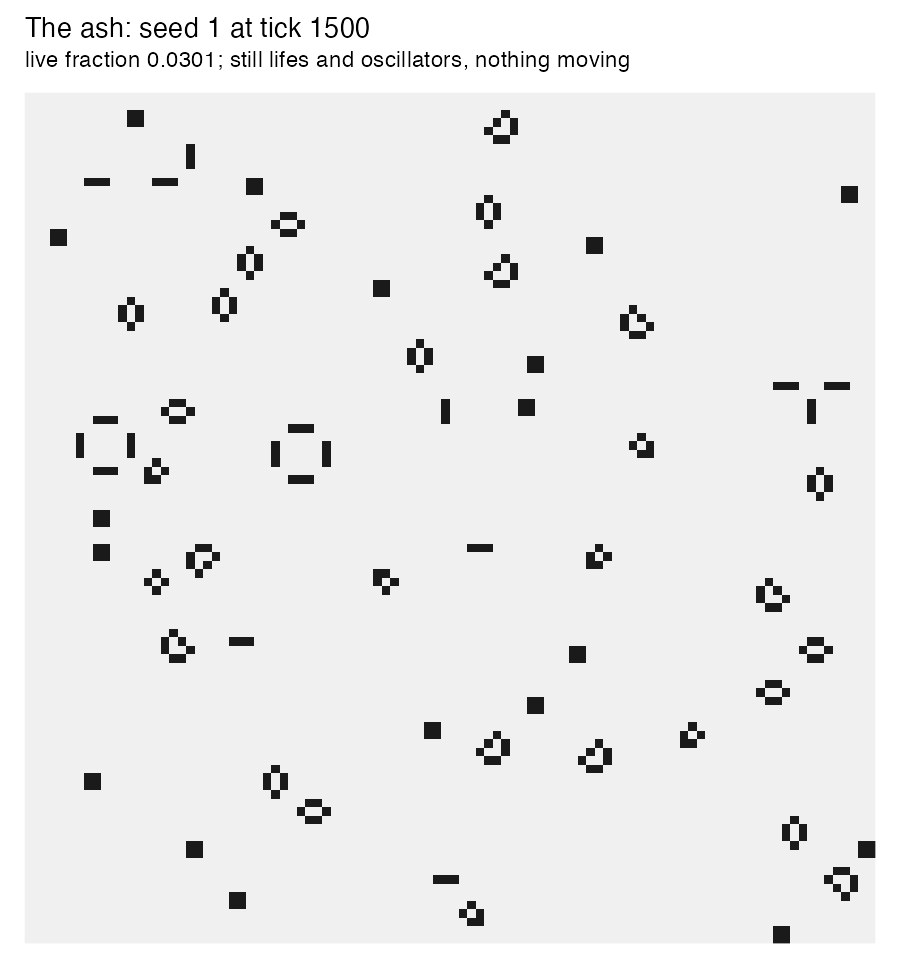 The ash: seed 1 at tick 1500
live fraction 0.0301; still lifes and oscillators, nothing moving